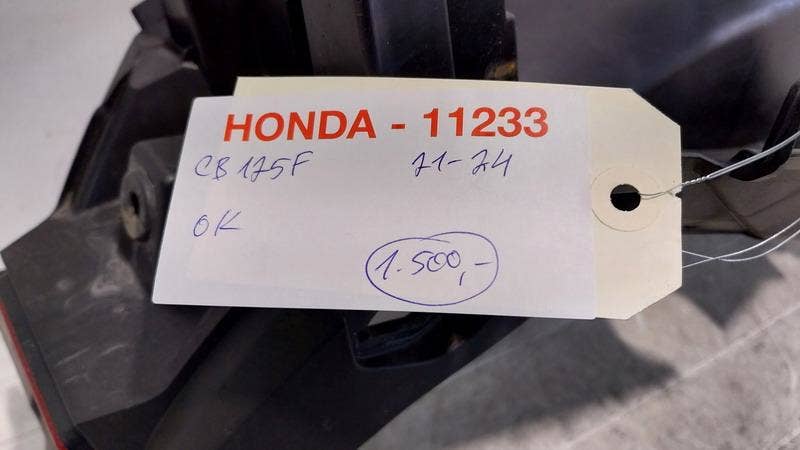 HONDA - 11233
CB 125F 21-24
OK
1.500,-